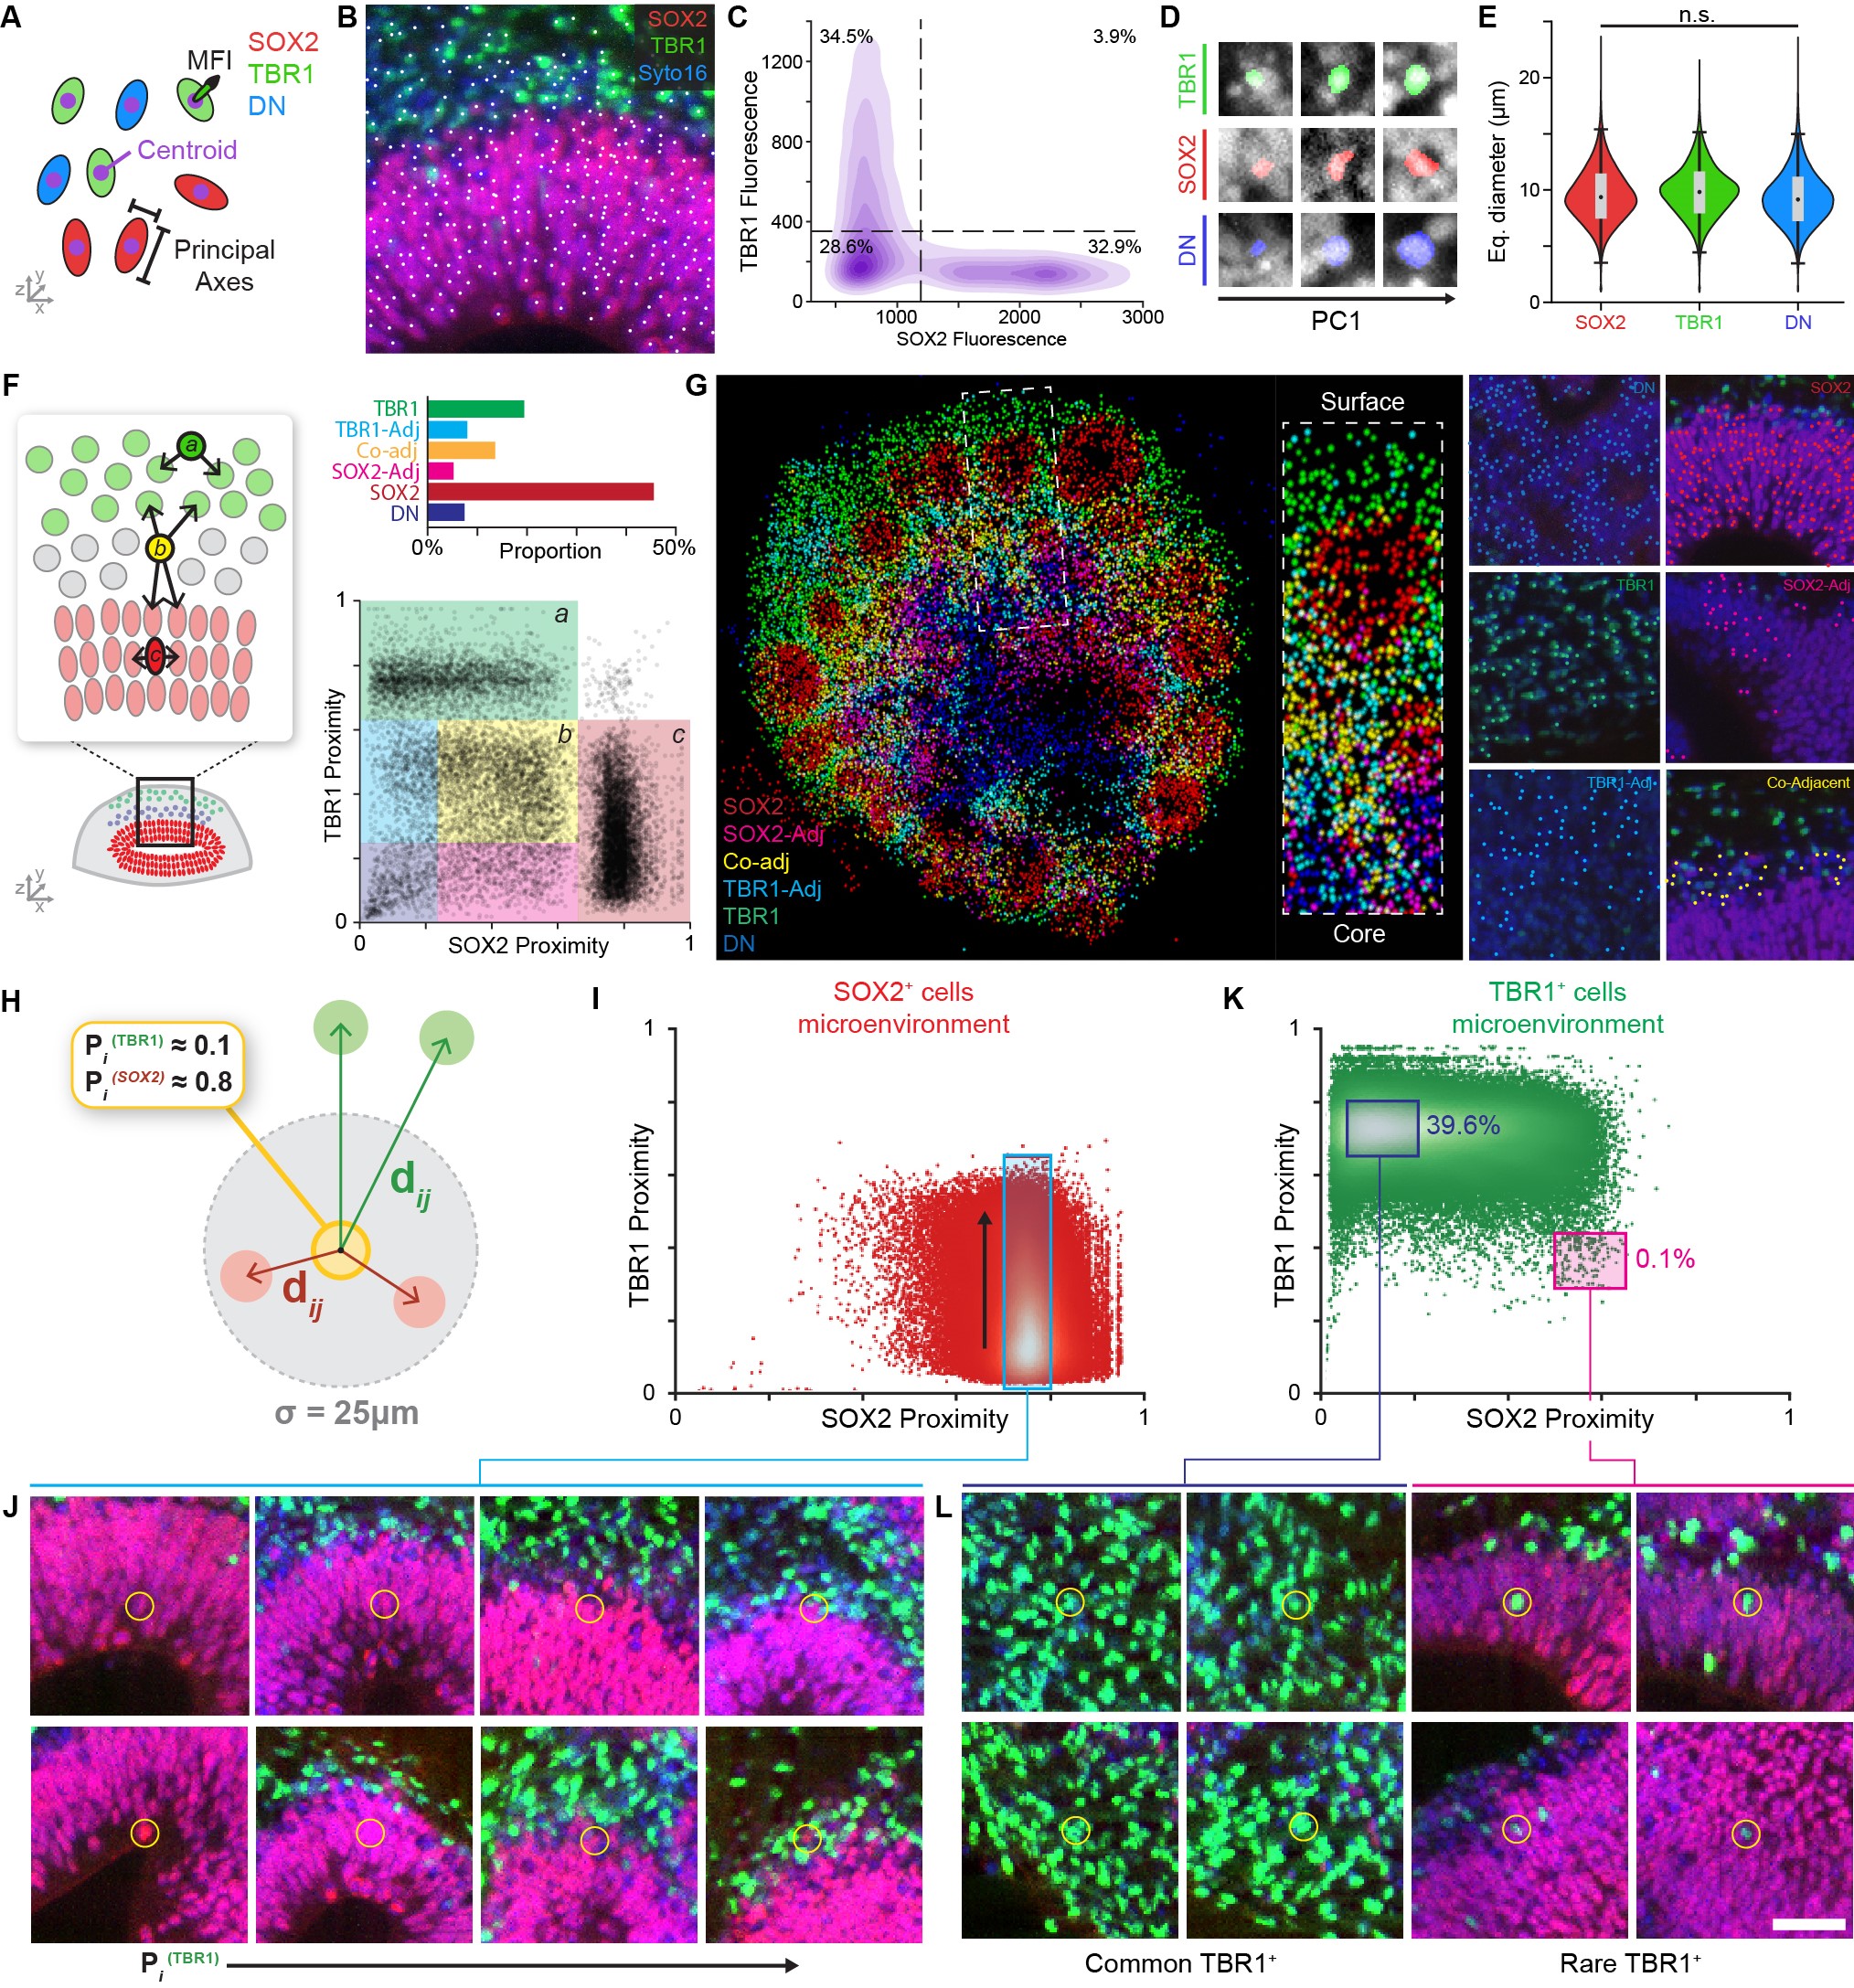 A
SOX2
TBR1
DN
MFI
Centroid
Principal
Axes
y
z
x
B
SOX2
TBR1
Syto16
C
34.5%
3.9%
28.6%
32.9%
1200
800
400
0
TBR1 Fluorescence
1000
2000
3000
SOX2 Fluorescence
D
TBR1
SOX2
DN
PC1
E
n.s.
20
10
0
Eq. diameter (µm)
SOX2
TBR1
DN
F
a
b
c
y
z
x
TBR1
TBR1-Adj
Co-adj
SOX2-Adj
SOX2
DN
0%
Proportion
50%
1
a
b
c
TBR1 Proximity
0
0
SOX2 Proximity
1
G
SOX2
SOX2-Adj
Co-adj
TBR1-Adj
TBR1
DN
Surface
Core
DN
SOX2
TBR1
SOX2-Adj
TBR1-Adj
Co-Adjacent
H
Pi (TBR1) ≈ 0.1
Pi (SOX2) ≈ 0.8
dij
dij
σ = 25µm
I
SOX2+ cells
microenvironment
1
TBR1 Proximity
0
0
SOX2 Proximity
1
K
TBR1+ cells
microenvironment
1
39.6%
0.1%
TBR1 Proximity
0
0
SOX2 Proximity
1
J
Pi (TBR1)
L
Common TBR1+
Rare TBR1+